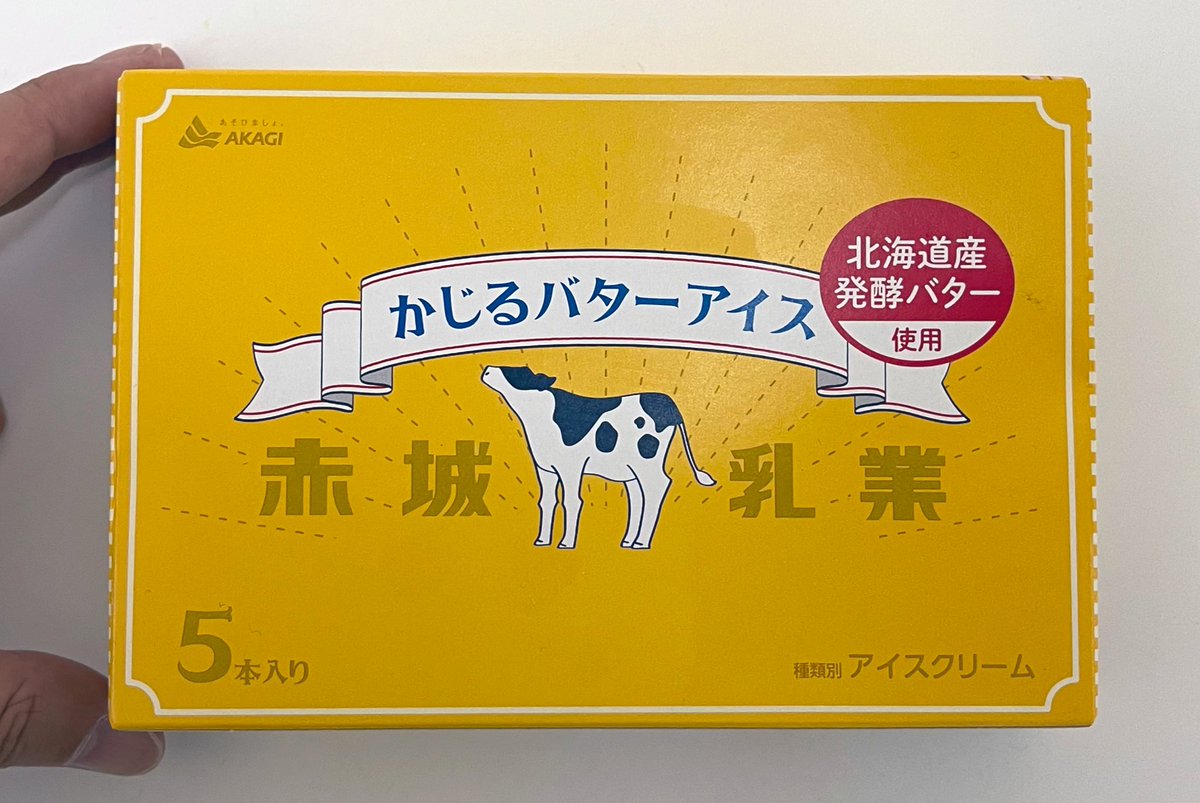 あそびましょ。
AKAGI
かじるバターアイス
北海道産
発酵バター
使用
赤城乳業
5本入り
種類別 アイスクリーム